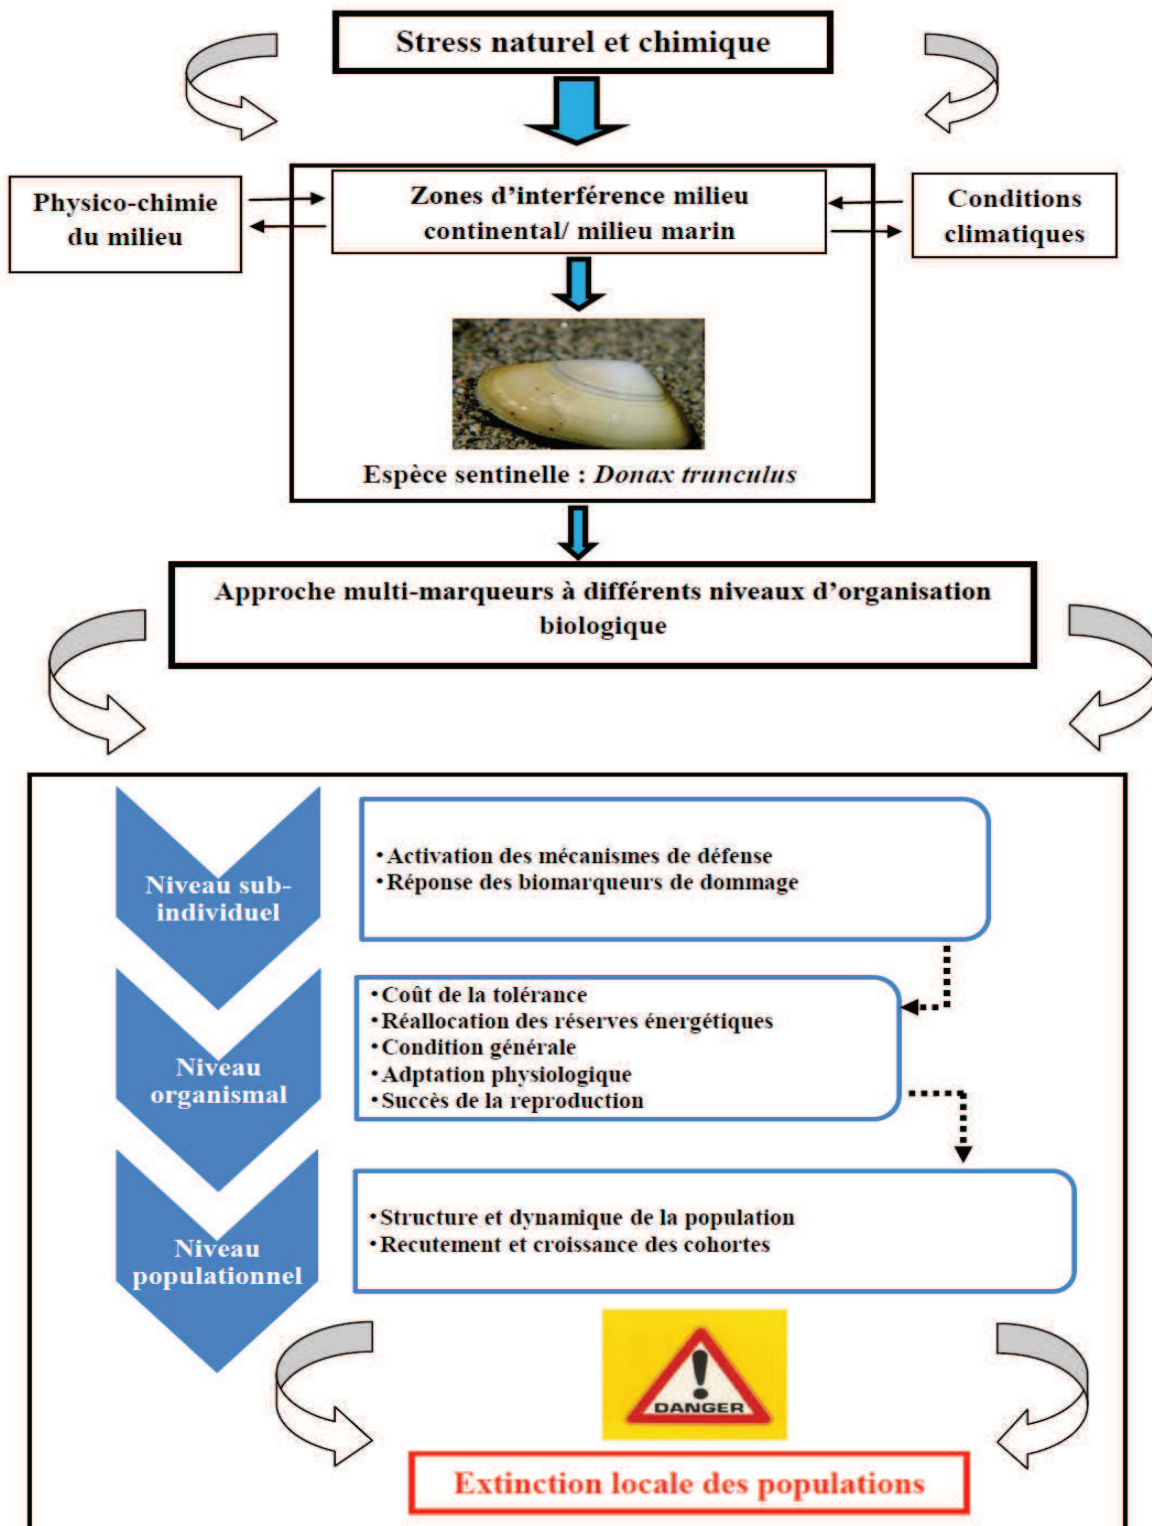 Stress naturel et chimique
Physico-chimie
du milieu
Zones d'interférence milieu
continental/ milieu marin
Conditions
climatiques
Espèce sentinelle : Donax trunculus
Approche multi-marqueurs à différents niveaux d'organisation
biologique
Niveau sub-
individuel
• Activation des mécanismes de défense
• Réponse des biomarqueurs de dommage
Niveau
organismal
• Coût de la tolérance
• Réallocation des réserves énergétiques
• Condition générale
• Adptation physiologique
• Succès de la reproduction
Niveau
populationnel
• Structure et dynamique de la population
• Recutement et croissance des cohortes
DANGER
Extinction locale des populations